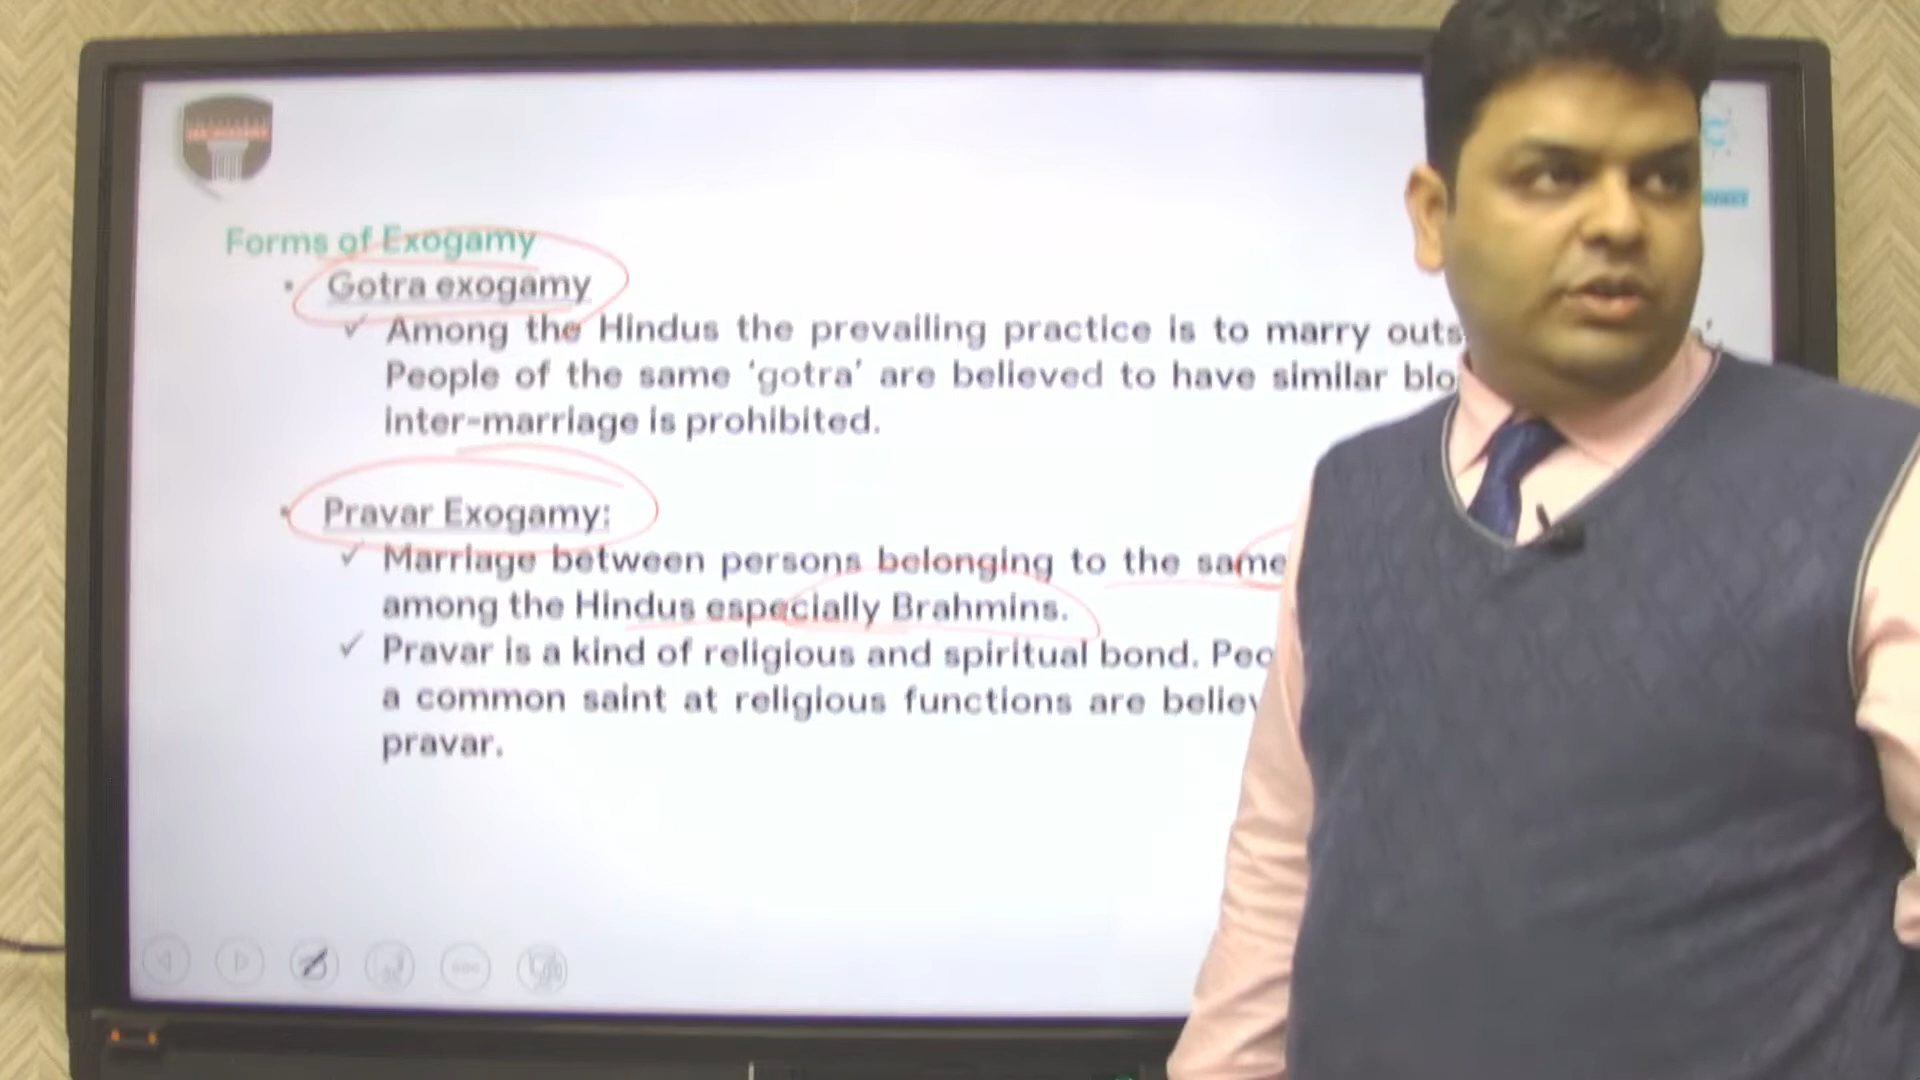 Forms of Exogamy
• Gotra exogamy
✓ Among the Hindus the prevailing practice is to marry outs
People of the same ‘gotra’ are believed to have similar blo
inter-marriage is prohibited.
• Pravar Exogamy:
✓ Marriage between persons belonging to the same
among the Hindus especially Brahmins.
✓ Pravar is a kind of religious and spiritual bond. Peo
a common saint at religious functions are believ
pravar.